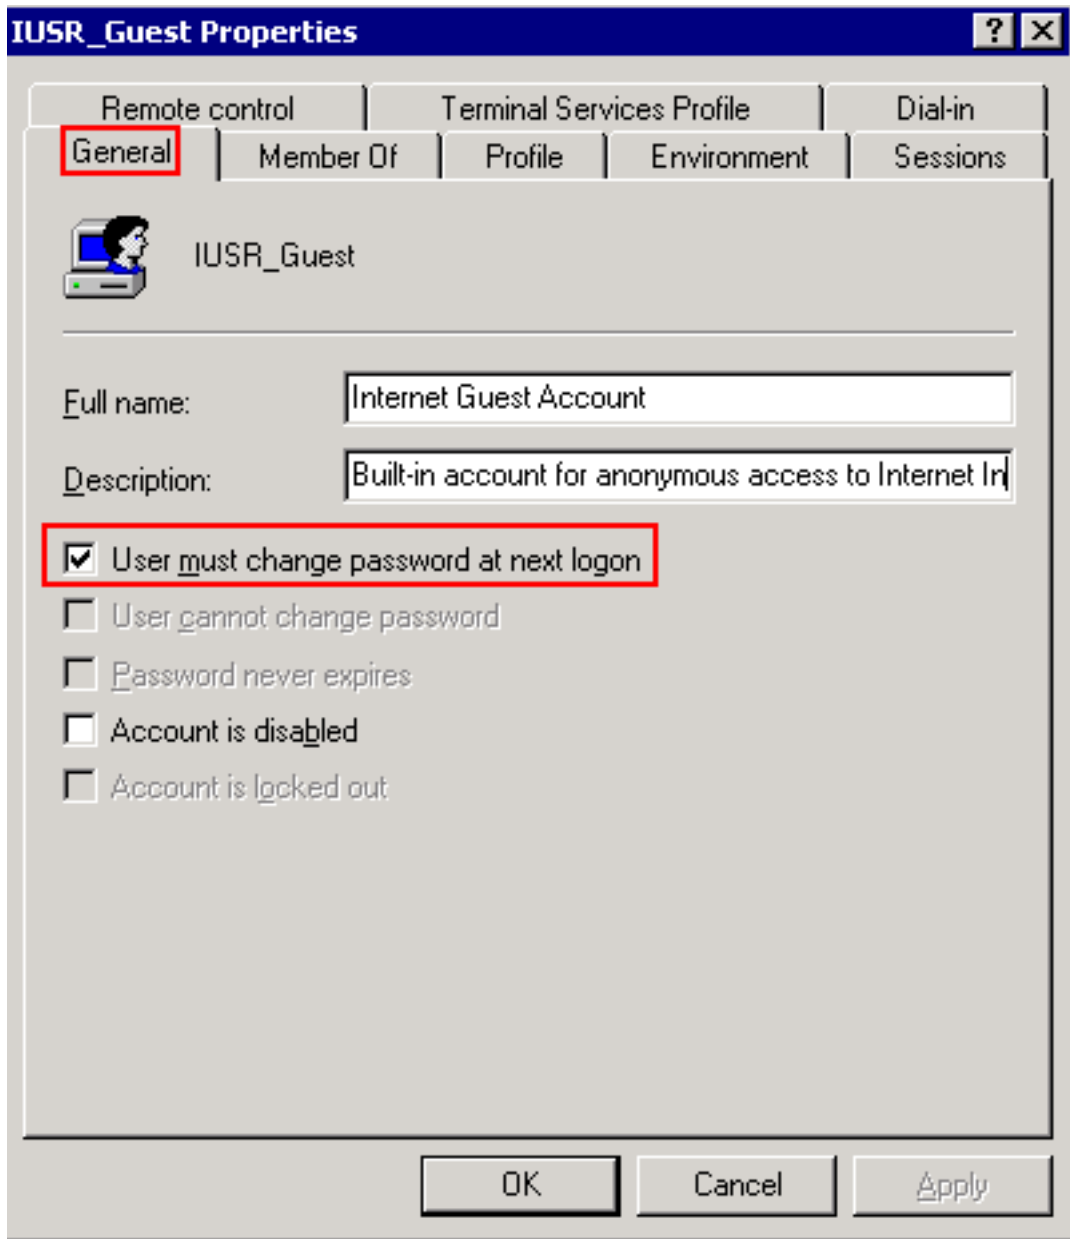 IUSR_Guest Properties
Remote control Terminal Services Profile Dial-in
General Member Of Profile Environment Sessions
IUSR_Guest
Full name: Internet Guest Account
Description: Built-in account for anonymous access to Internet In
User must change password at next logon
User cannot change password
Password never expires
Account is disabled
Account is locked out
OK Cancel Apply